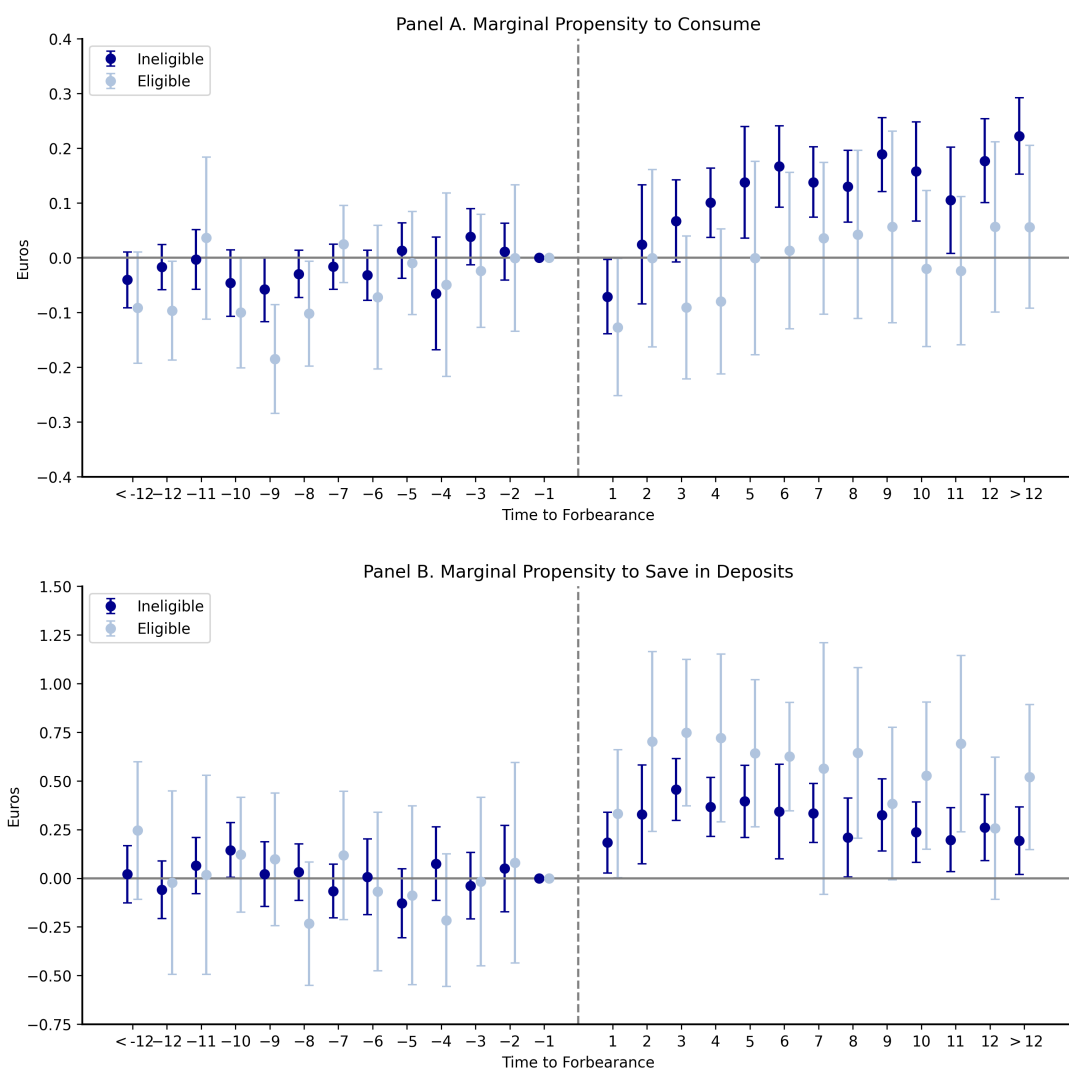 Panel A. Marginal Propensity to Consume
0.4
0.3
0.2
0.1
0.0
−0.1
−0.2
−0.3
−0.4
Euros
Ineligible
Eligible
< -12 −12 −11 −10 −9 −8 −7 −6 −5 −4 −3 −2 −1 1 2 3 4 5 6 7 8 9 10 11 12 > 12
Time to Forbearance
Panel B. Marginal Propensity to Save in Deposits
1.50
1.25
1.00
0.75
0.50
0.25
0.00
−0.25
−0.50
−0.75
Euros
Ineligible
Eligible
< -12 −12 −11 −10 −9 −8 −7 −6 −5 −4 −3 −2 −1 1 2 3 4 5 6 7 8 9 10 11 12 > 12
Time to Forbearance